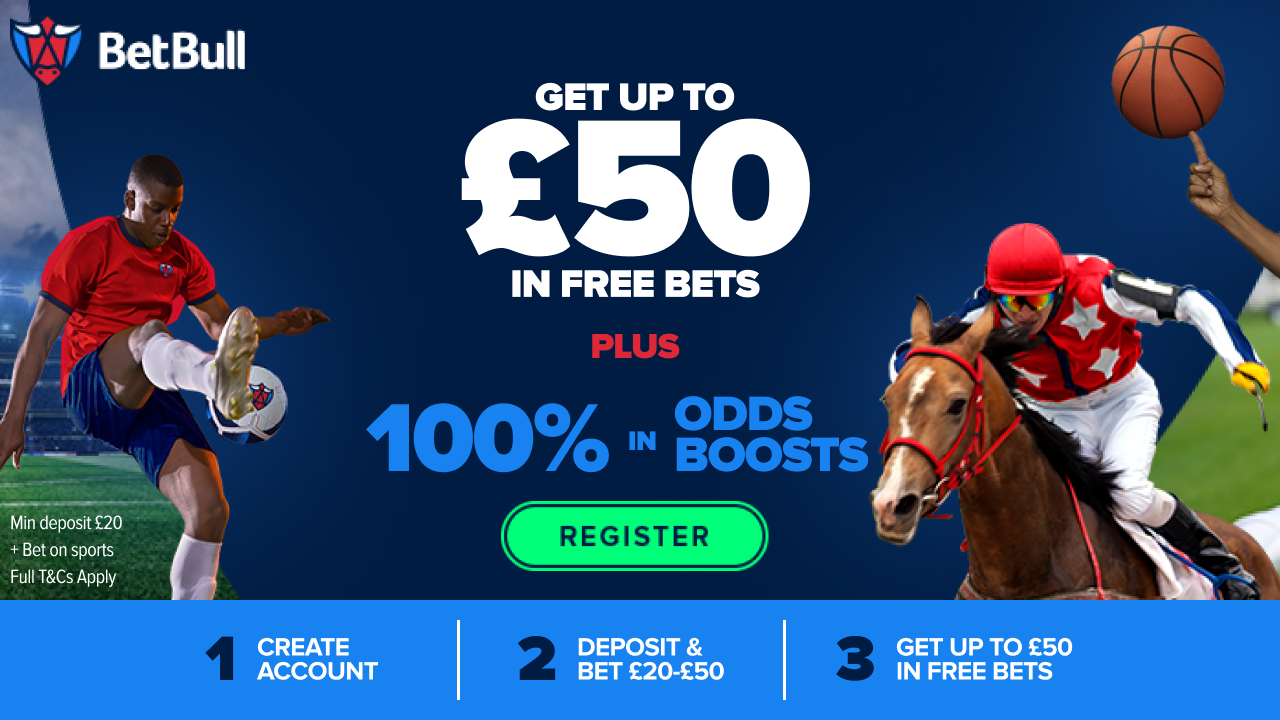 BetBull
GET UP TO
£50
IN FREE BETS
PLUS
100% IN ODDS
BOOSTS
REGISTER
Min deposit £20
+ Bet on sports
Full T&Cs Apply
1 CREATE
ACCOUNT
2 DEPOSIT &
BET £20-£50
3 GET UP TO £50
IN FREE BETS